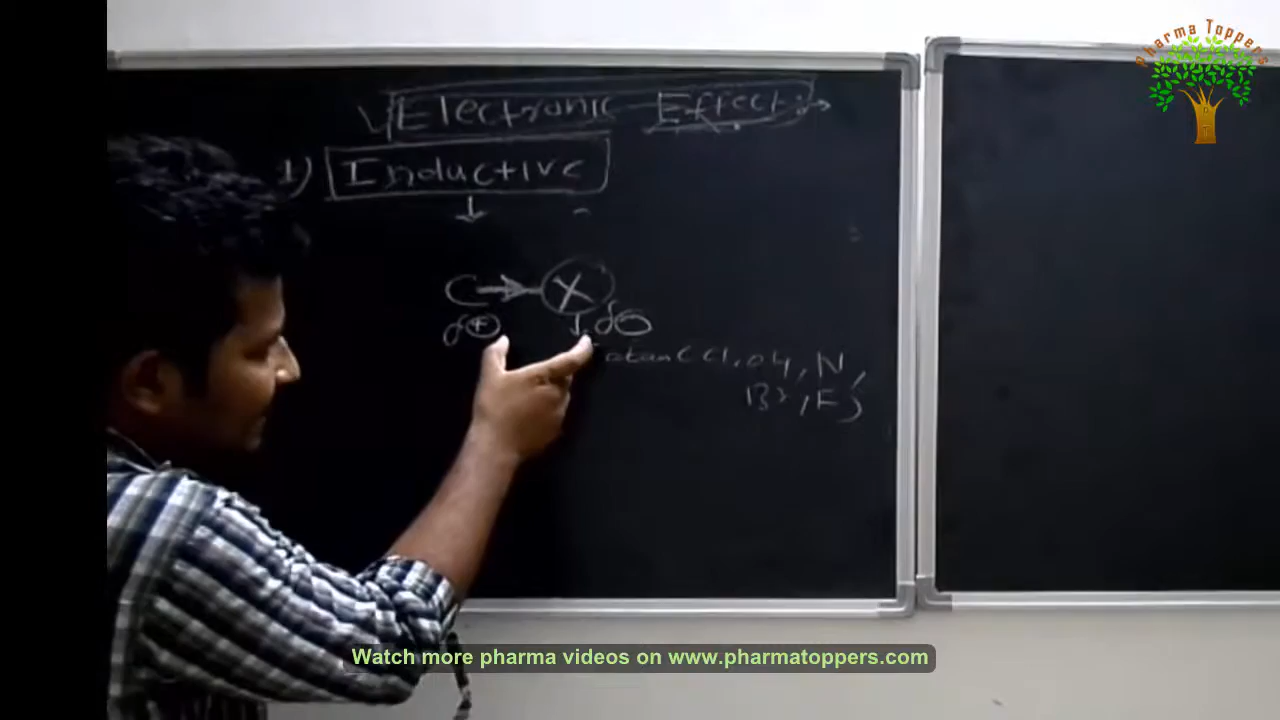 Pharma Toppers
Electronic Effect:→
1) Inductive
↓
C → X
δ⊕ ↓ δ⊖
atom (Cl, OH, N,
Br, F)
Watch more pharma videos on www.pharmatoppers.com